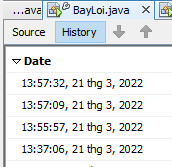 ...ava BayLoi.java
Source History
Date
13:57:32, 21 thg 3, 2022
13:57:09, 21 thg 3, 2022
13:55:57, 21 thg 3, 2022
13:37:06, 21 thg 3, 2022